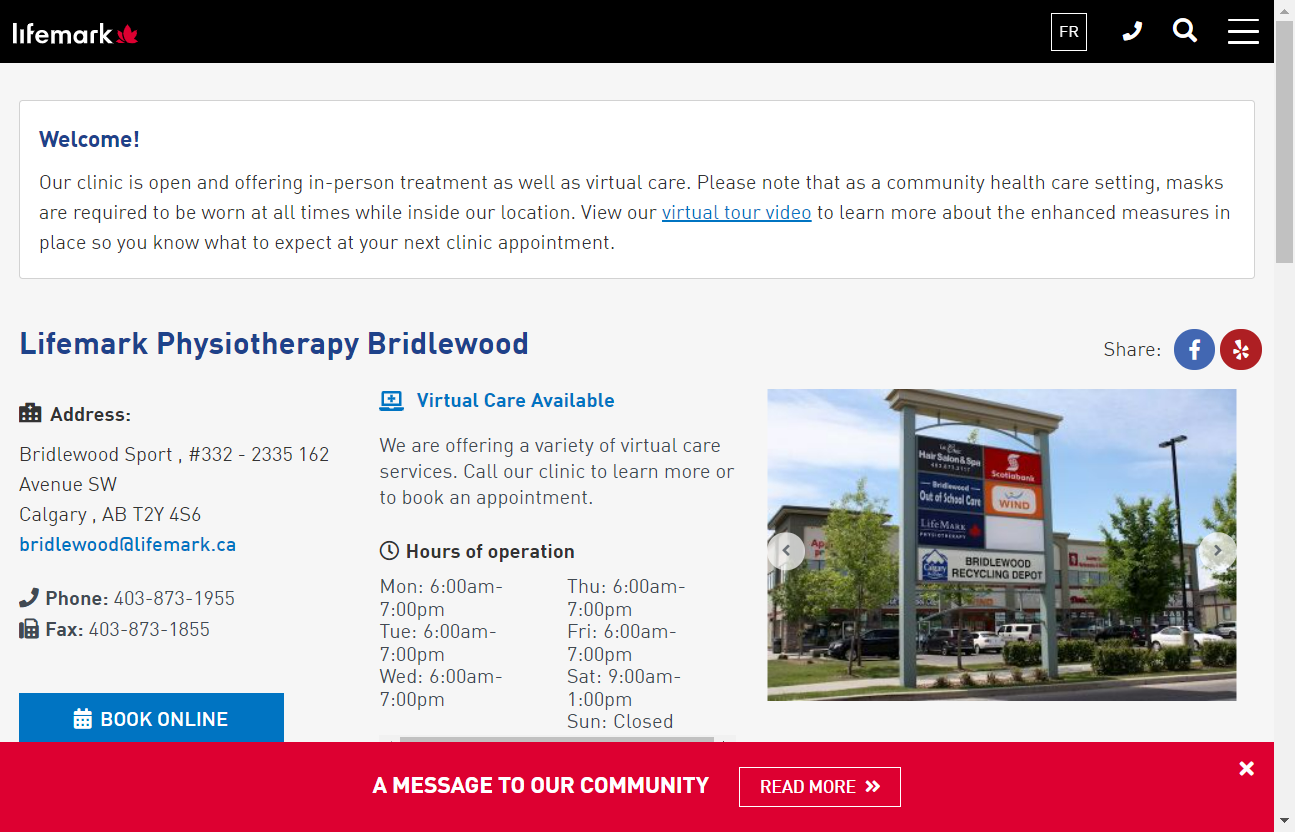 lifemark
FR
Welcome!
Our clinic is open and offering in-person treatment as well as virtual care. Please note that as a community health care setting, masks
are required to be worn at all times while inside our location. View our virtual tour video to learn more about the enhanced measures in
place so you know what to expect at your next clinic appointment.
Lifemark Physiotherapy Bridlewood
Share:
Address:
Bridlewood Sport , #332 - 2335 162
Avenue SW
Calgary , AB T2Y 4S6
bridlewood@lifemark.ca
Phone: 403-873-1955
Fax: 403-873-1855
BOOK ONLINE
Virtual Care Available
We are offering a variety of virtual care
services. Call our clinic to learn more or
to book an appointment.
Hours of operation
Mon: 6:00am-
7:00pm
Tue: 6:00am-
7:00pm
Wed: 6:00am-
7:00pm
Thu: 6:00am-
7:00pm
Fri: 6:00am-
7:00pm
Sat: 9:00am-
1:00pm
Sun: Closed
Hair Salon & Spa
Scotiabank
Bridlewood
Out of School Care
WIND
LifeMark
PHYSIOTHERAPY
Calgary
BRIDLEWOOD
RECYCLING DEPOT
A MESSAGE TO OUR COMMUNITY
READ MORE